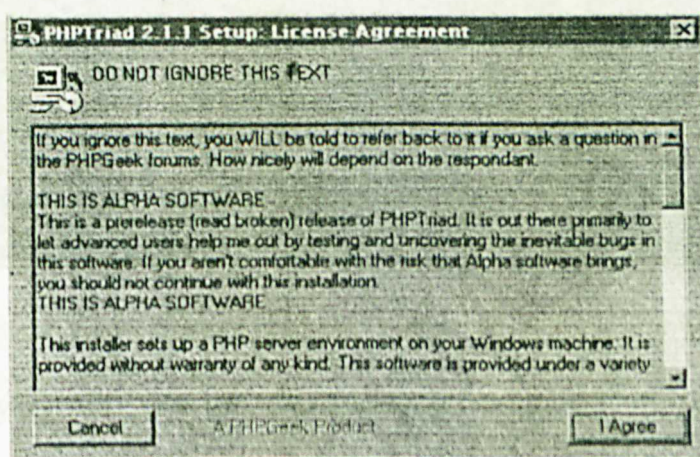 PHPTriad 2.1.1 Setup: License Agreement
DO NOT IGNORE THIS TEXT
If you ignore this text, you WILL be told to refer back to it if you ask a question in
the PHPGeek forums. How nicely will depend on the respondant.
THIS IS ALPHA SOFTWARE
This is a prerelease (read broken) release of PHPTriad. It is out there primarily to
let advanced users help me out by testing and uncovering the inevitable bugs in
this software. If you aren't comfortable with the risk that Alpha software brings,
you should not continue with this installation.
THIS IS ALPHA SOFTWARE
This installer sets up a PHP server environment on your Windows machine. It is
provided without warranty of any kind. This software is provided under a variety
Cancel
A PHPGeek Product
I Agree